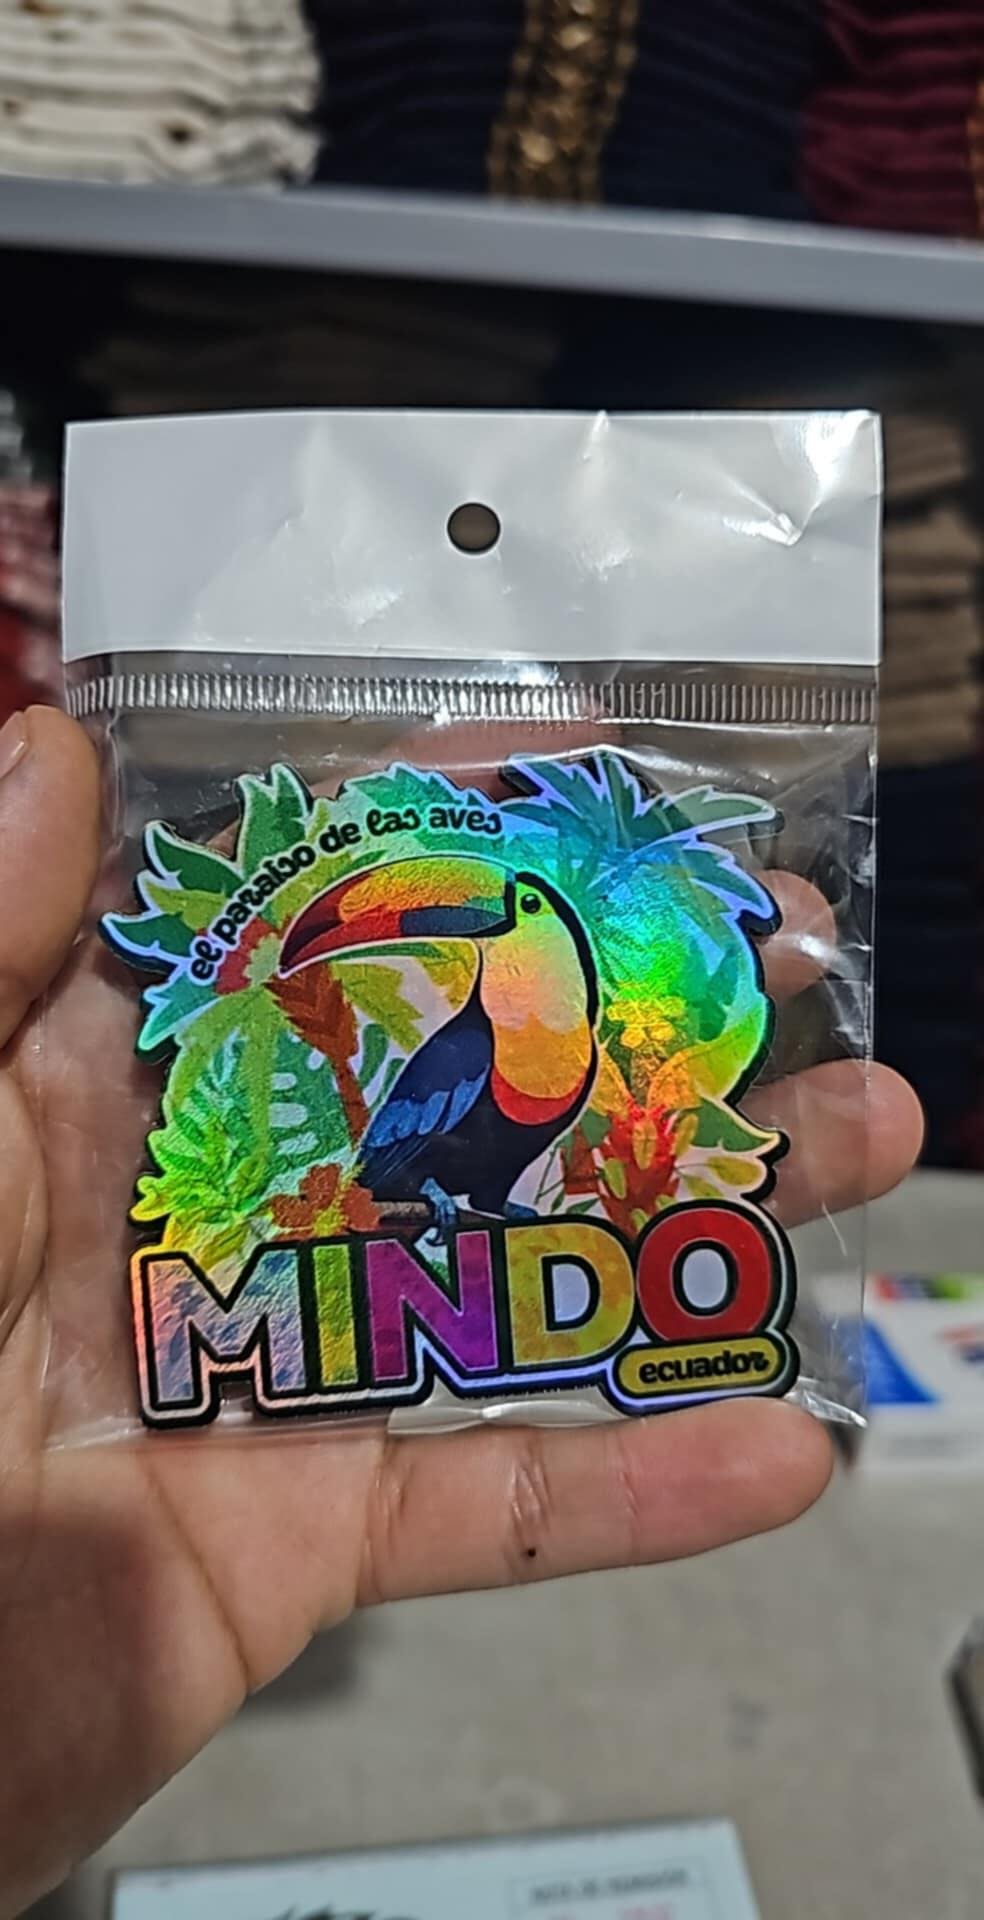 el paraiso de las aves
MINDO
ecuador